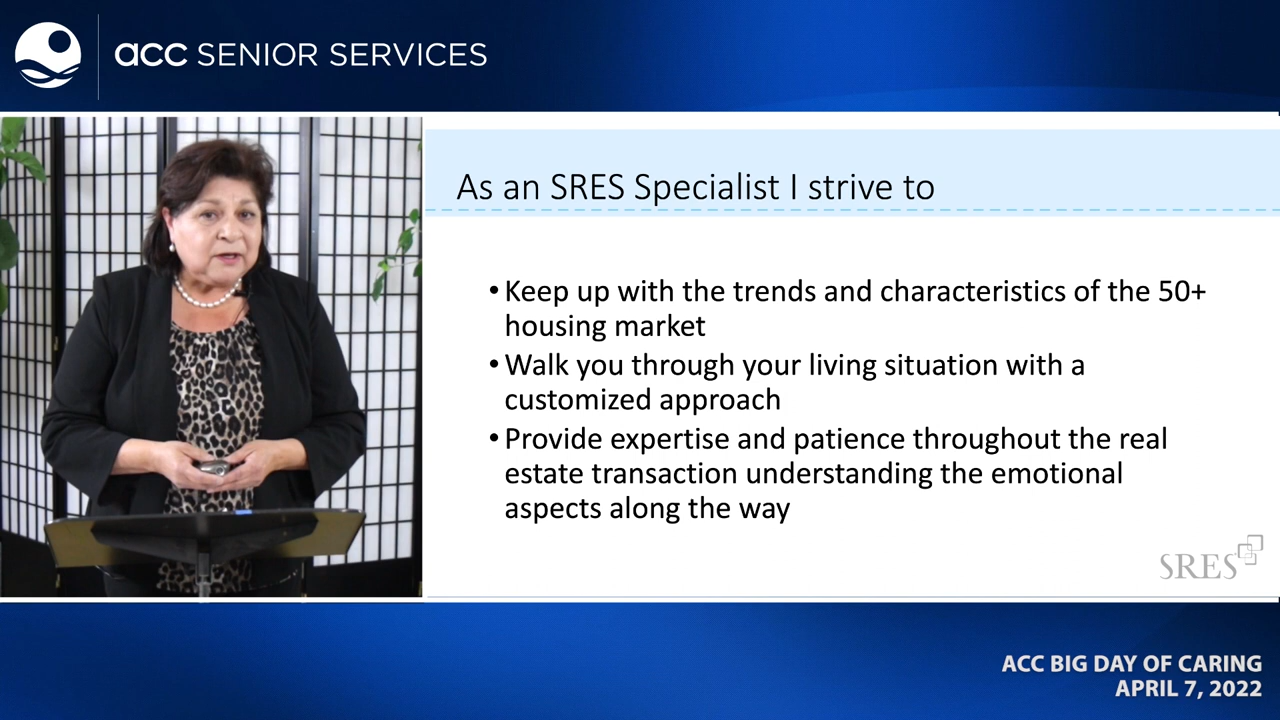 acc SENIOR SERVICES
As an SRES Specialist I strive to
• Keep up with the trends and characteristics of the 50+
housing market
• Walk you through your living situation with a
customized approach
• Provide expertise and patience throughout the real
estate transaction understanding the emotional
aspects along the way
SRES
ACC BIG DAY OF CARING
APRIL 7, 2022